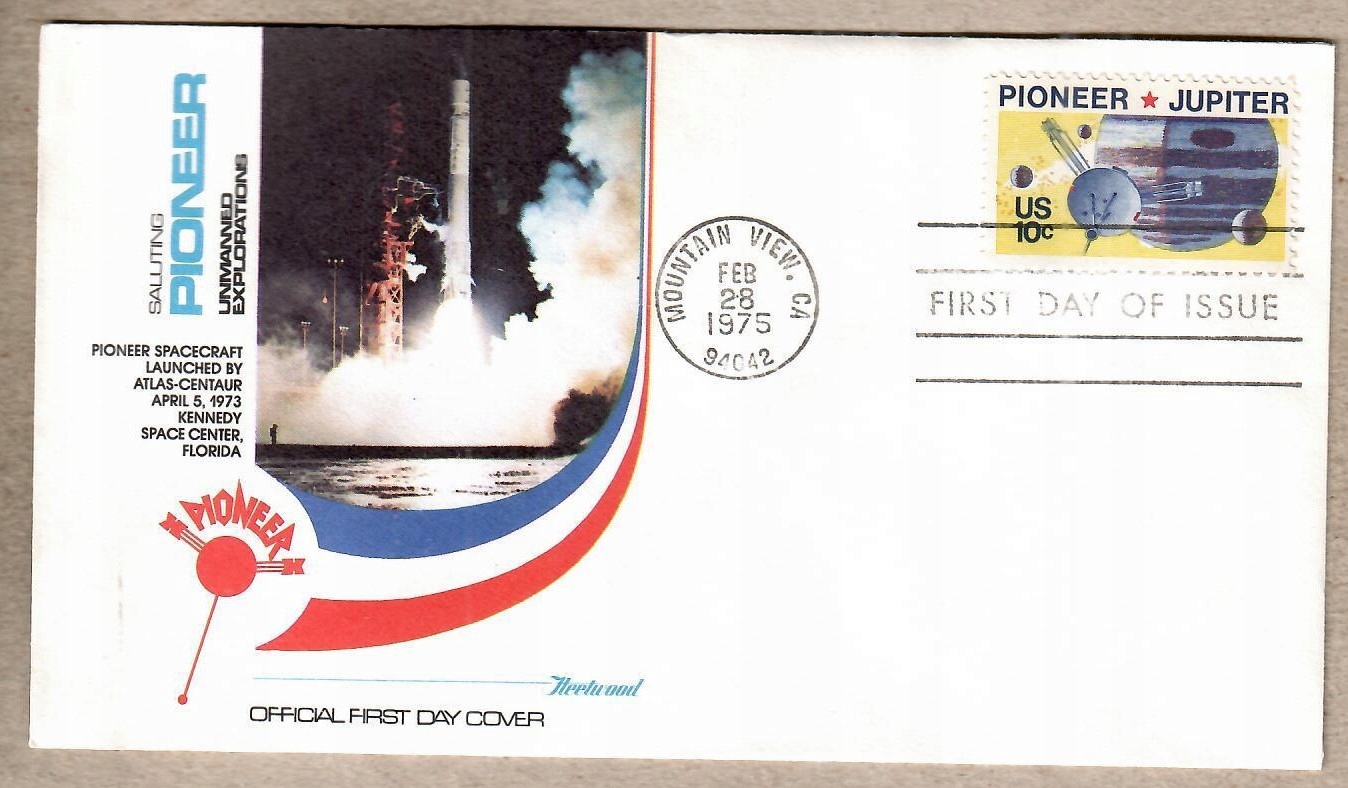 SALUTING
PIONEER
UNMANNED
EXPLORATIONS
PIONEER SPACECRAFT
LAUNCHED BY
ATLAS-CENTAUR
APRIL 5, 1973
KENNEDY
SPACE CENTER,
FLORIDA
PIONEER
Fleetwood
OFFICIAL FIRST DAY COVER
MOUNTAIN VIEW, CA
FEB
28
1975
94042
PIONEER ★ JUPITER
US
10c
FIRST DAY OF ISSUE